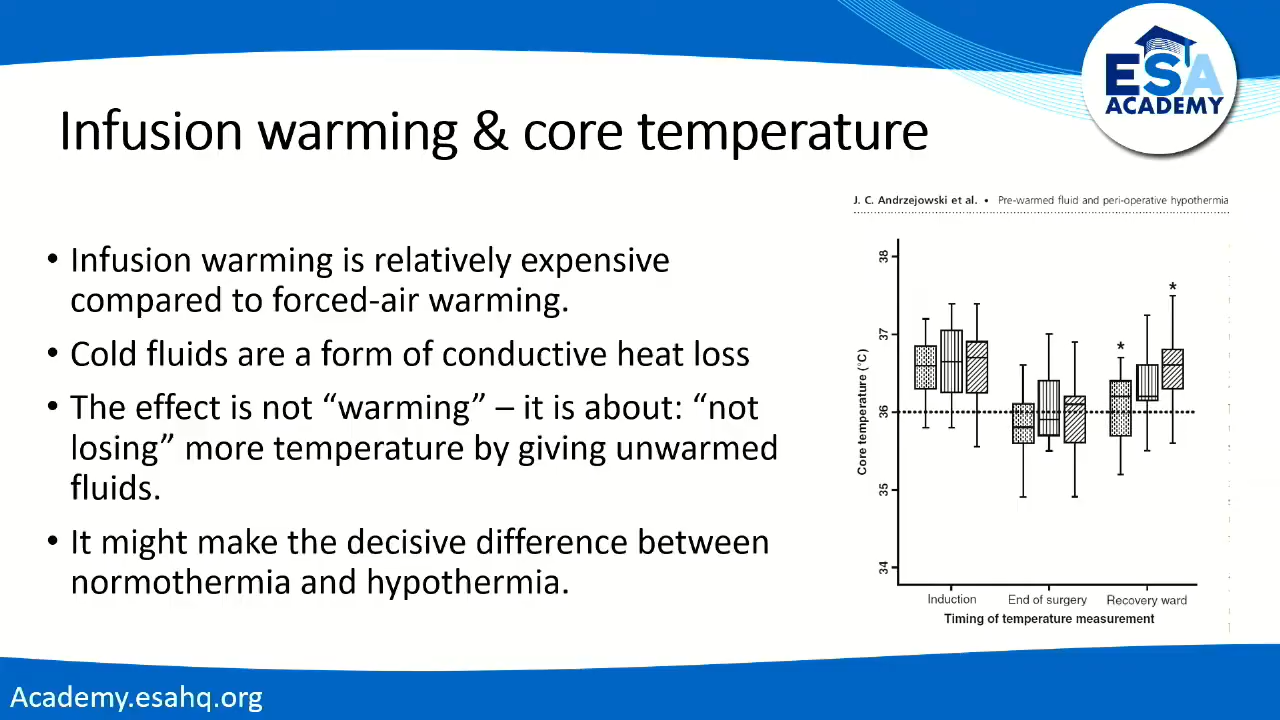 ESA
ACADEMY
Infusion warming & core temperature
• Infusion warming is relatively expensive
compared to forced-air warming.
• Cold fluids are a form of conductive heat loss
• The effect is not “warming” – it is about: “not
losing” more temperature by giving unwarmed
fluids.
• It might make the decisive difference between
normothermia and hypothermia.
J. C. Andrzejowski et al. • Pre-warmed fluid and peri-operative hypothermia
Core temperature (°C)
38
37
36
35
34
*
*
Induction
End of surgery
Recovery ward
Timing of temperature measurement
Academy.esahq.org